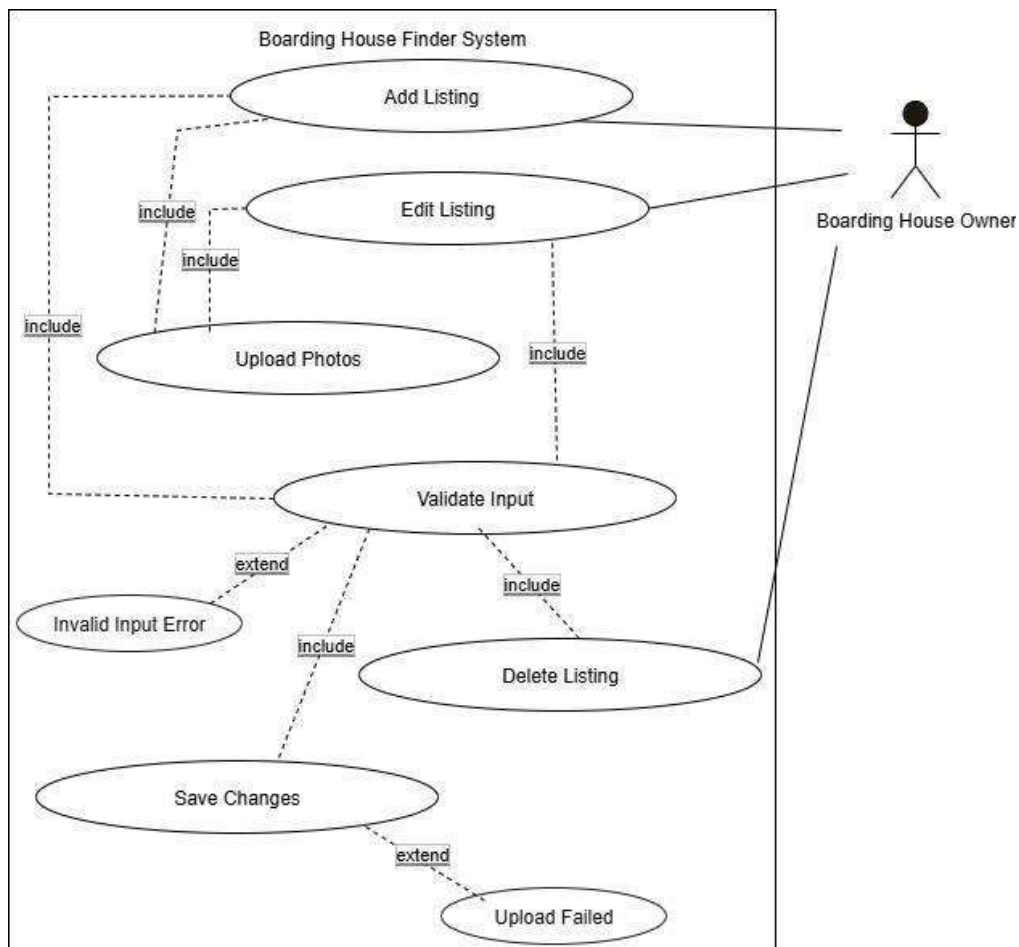 Boarding House Finder System
Add Listing
include
Edit Listing
include
Boarding House Owner
include
Upload Photos
include
Validate Input
extend
include
Invalid Input Error
include
Delete Listing
Save Changes
extend
Upload Failed